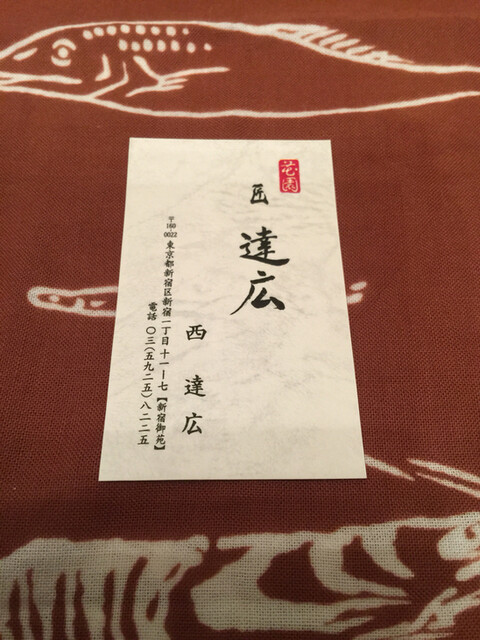 花園
匠
達広
西 達広
〒160
0022
東京都新宿区新宿一丁目十一ー七【新宿御苑】
電話 〇三(五九二五)八二二五